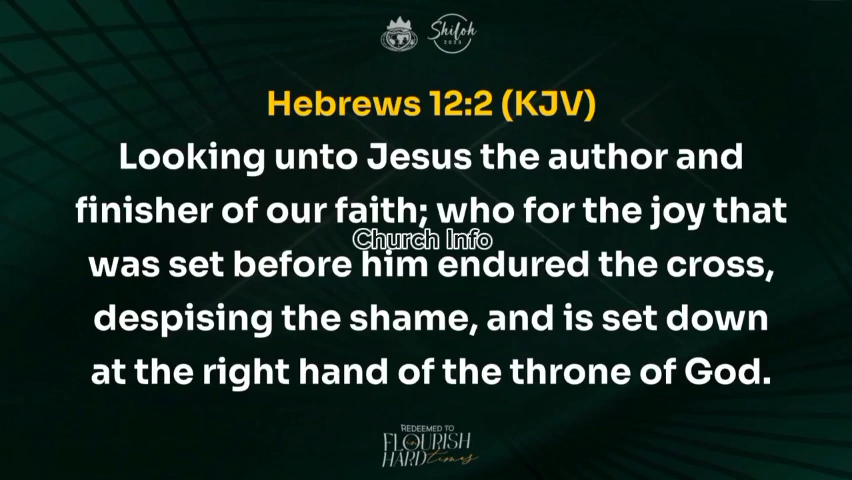 Shiloh
Hebrews 12:2 (KJV)
Looking unto Jesus the author and
finisher of our faith; who for the joy that
Church Info
was set before him endured the cross,
despising the shame, and is set down
at the right hand of the throne of God.
REDEEMED TO
FLOURISH
HARD times